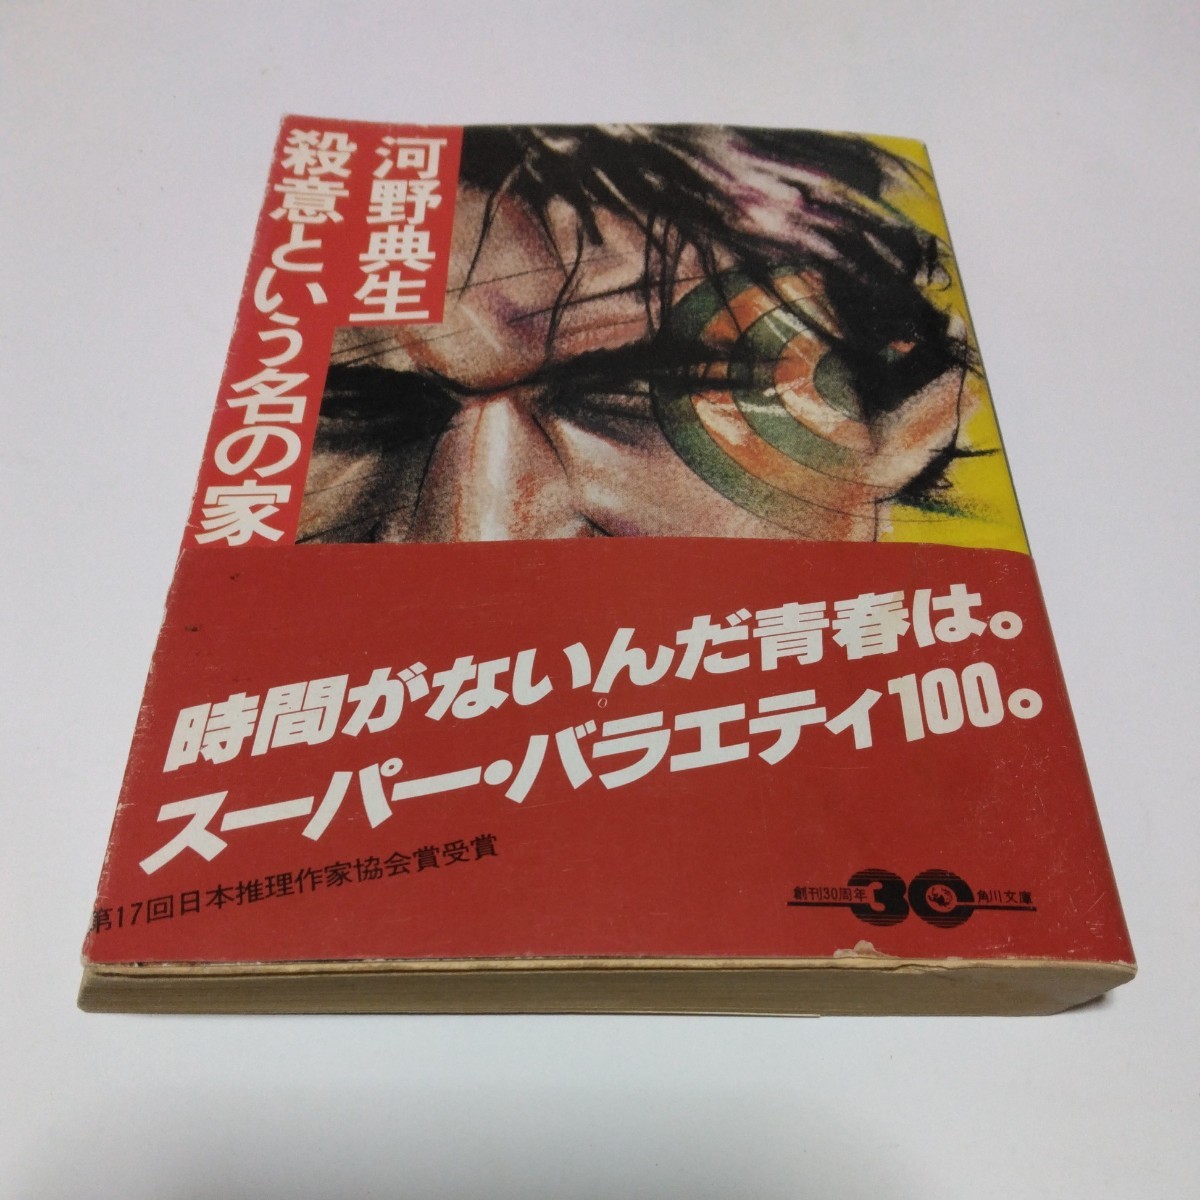 河野典生
殺意という名の家
時間がないんだ青春は。
スーパー・バラエティ100。
第17回日本推理作家協会賞受賞
創刊30周年 30 角川文庫